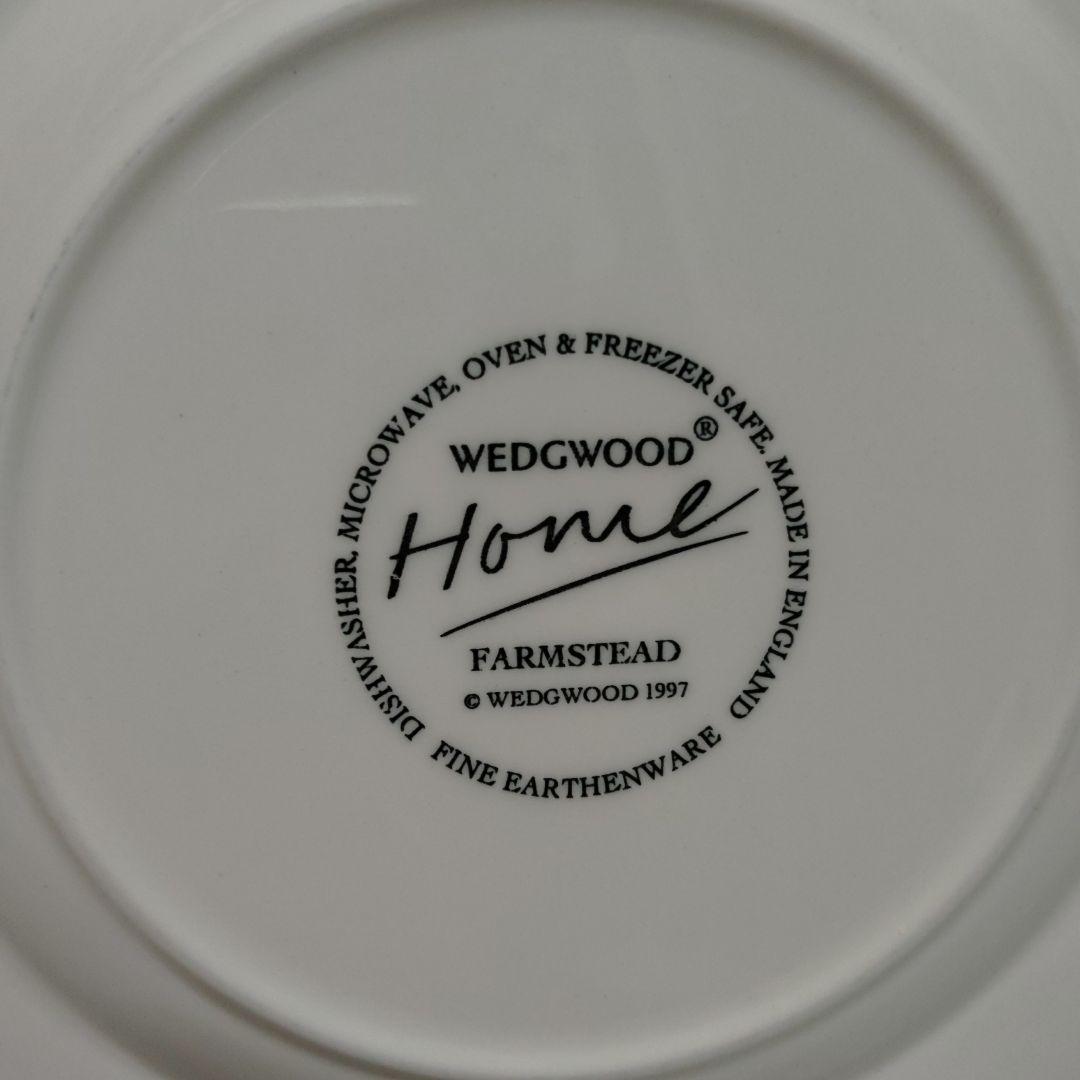 DISHWASHER, MICROWAVE, OVEN & FREEZER SAFE. MADE IN ENGLAND
WEDGWOOD®
Home
FARMSTEAD
© WEDGWOOD 1997
FINE EARTHENWARE